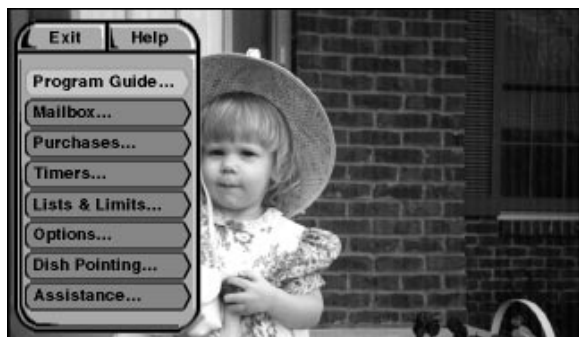 Exit Help
Program Guide...
Mailbox...
Purchases...
Timers...
Lists & Limits...
Options...
Dish Pointing...
Assistance...